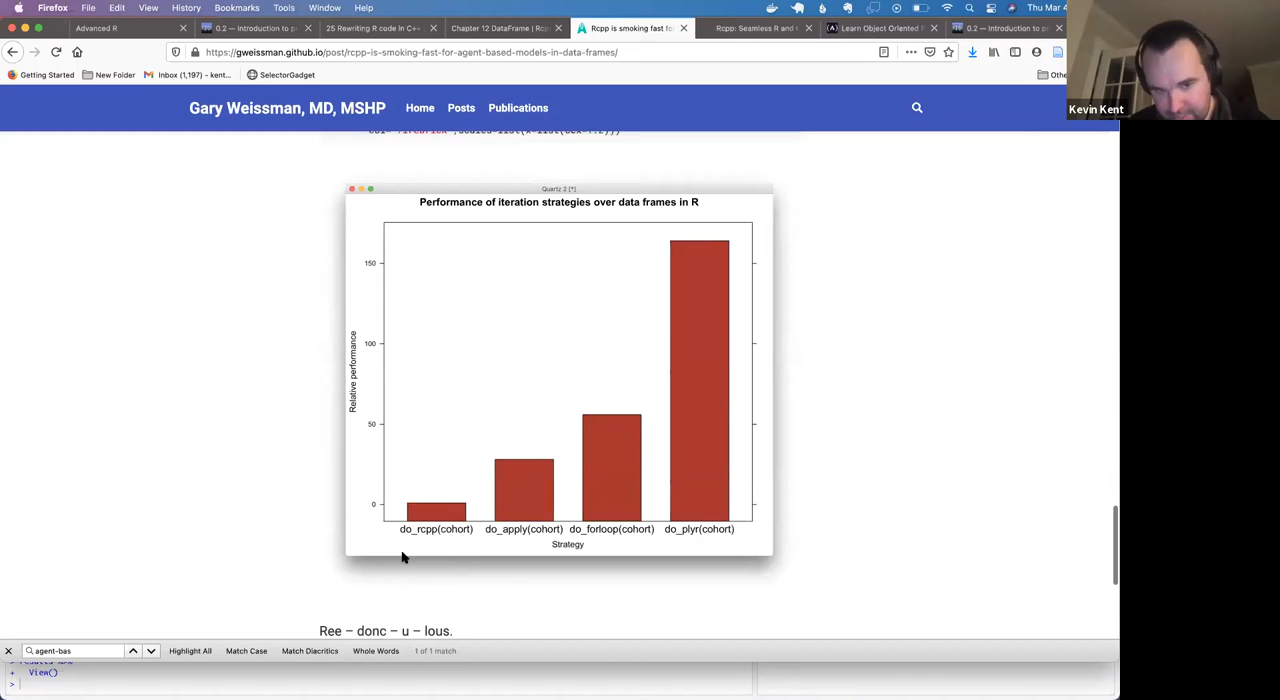 Firefox File Edit View History Bookmarks Tools Window Help Thu Mar 4
Advanced R
0.2 — Introduction to p
25 Rewriting R code in C++
Chapter 12 DataFrame | Rcp
Rcpp is smoking fast fo
Rcpp: Seamless R and
Learn Object Oriented
0.2 — Introduction to pr
https://gweissman.github.io/post/rcpp-is-smoking-fast-for-agent-based-models-in-data-frames/
Getting Started New Folder Inbox (1,197) - kent... SelectorGadget
Kevin Kent
Gary Weissman, MD, MSHP Home Posts Publications
Quartz 2 [*]
Performance of iteration strategies over data frames in R
150
100
50
0
Relative performance
do_rcpp(cohort) do_apply(cohort) do_forloop(cohort) do_plyr(cohort)
Strategy
Ree – donc – u – lous.
agent-bas Highlight All Match Case Match Diacritics Whole Words 1 of 1 match
+ View()
>